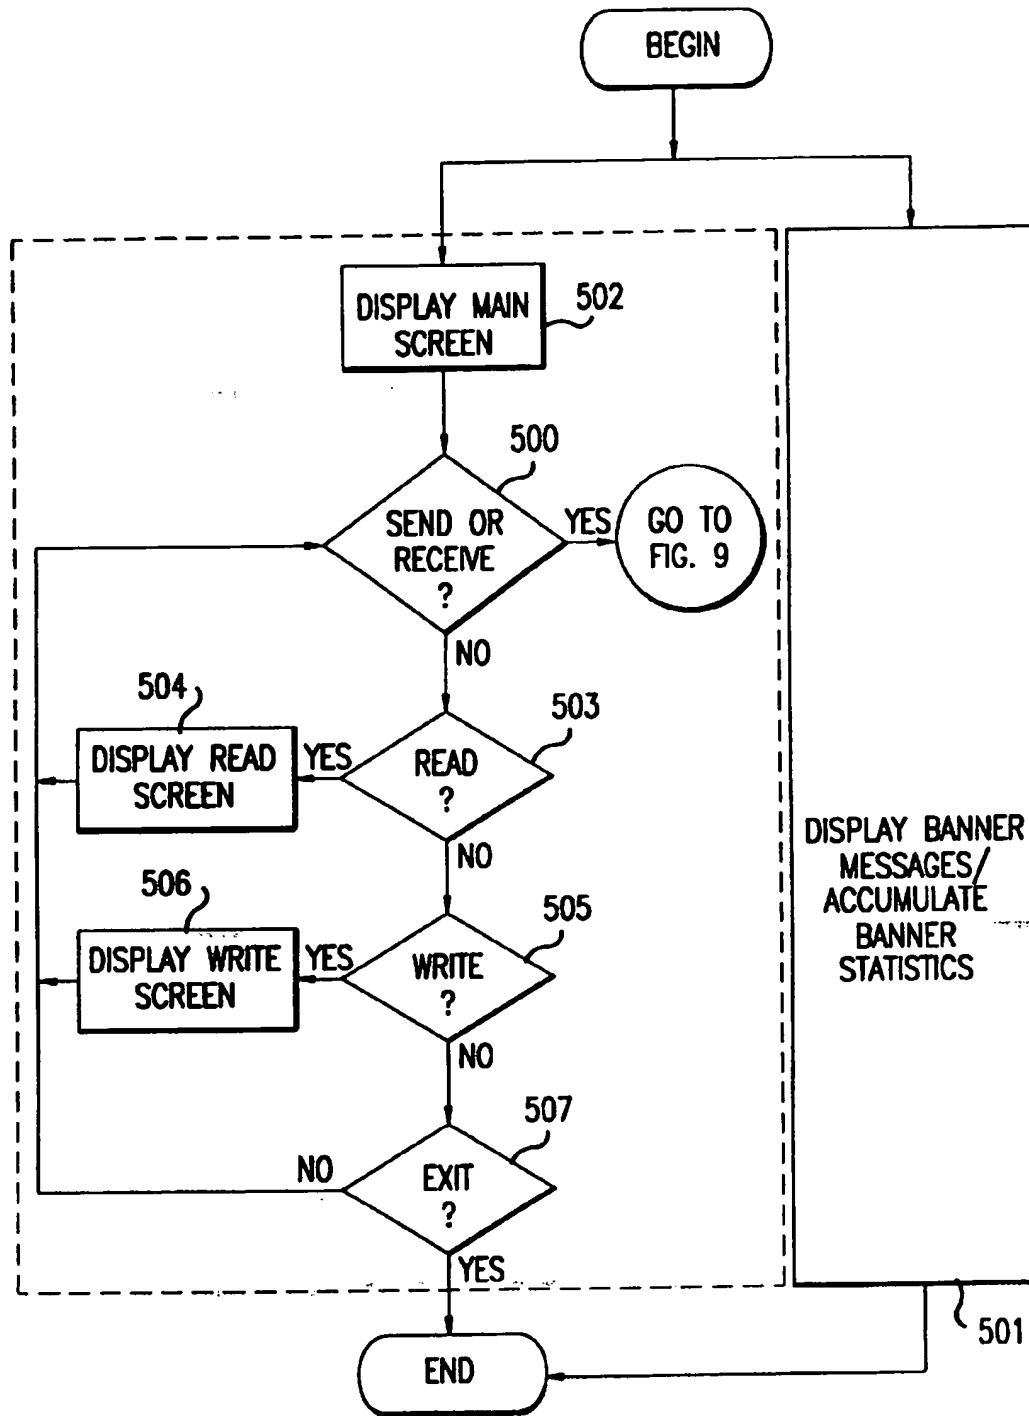 BEGIN
DISPLAY MAIN
SCREEN
502
500
SEND OR
RECEIVE
?
YES
GO TO
FIG. 9
NO
504
DISPLAY READ
SCREEN
YES
READ
?
503
NO
506
DISPLAY WRITE
SCREEN
YES
WRITE
?
505
NO
507
EXIT
?
NO
YES
END
DISPLAY BANNER
MESSAGES/
ACCUMULATE
BANNER
STATISTICS
501